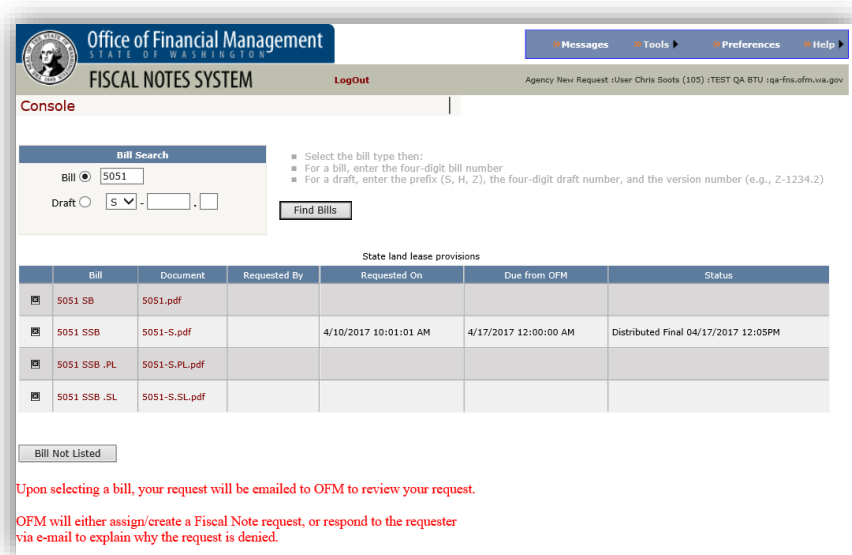 Office of Financial Management
STATE OF WASHINGTON
FISCAL NOTES SYSTEM
Messages Tools Preferences Help
LogOut
Agency New Request :User Chris Soots (105) :TEST QA BTU :qa-fns.ofm.wa.gov
Console
Bill Search
Bill 5051
Draft S - .
Select the bill type then:
For a bill, enter the four-digit bill number
For a draft, enter the prefix (S, H, Z), the four-digit draft number, and the version number (e.g., Z-1234.2)
Find Bills
State land lease provisions
Bill Document Requested By Requested On Due from OFM Status
5051 SB 5051.pdf
5051 SSB 5051-S.pdf 4/10/2017 10:01:01 AM 4/17/2017 12:00:00 AM Distributed Final 04/17/2017 12:05PM
5051 SSB .PL 5051-S.PL.pdf
5051 SSB .SL 5051-S.SL.pdf
Bill Not Listed
Upon selecting a bill, your request will be emailed to OFM to review your request.
OFM will either assign/create a Fiscal Note request, or respond to the requester
via e-mail to explain why the request is denied.